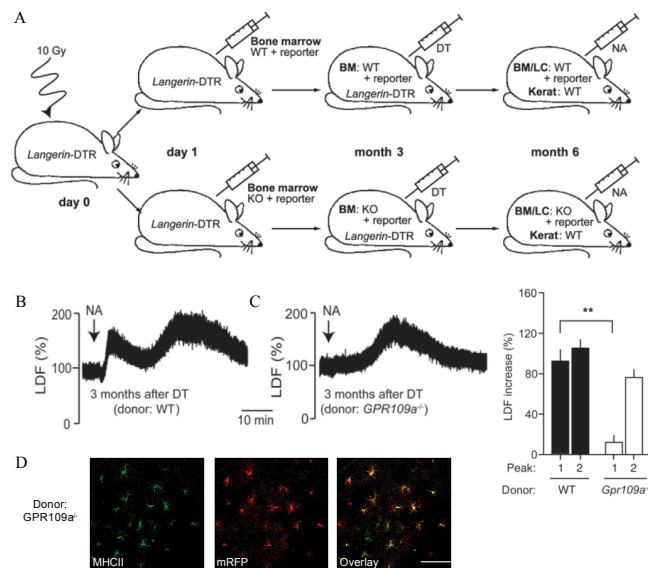 A
10 Gy
Langerin-DTR
day 0
Bone marrow
WT + reporter
Langerin-DTR
day 1
Bone marrow
KO + reporter
Langerin-DTR
DT
BM: WT
+ reporter
Langerin-DTR
month 3
DT
BM: KO
+ reporter
Langerin-DTR
NA
BM/LC: WT
+ reporter
Kerat: WT
month 6
NA
BM/LC: KO
+ reporter
Kerat: WT
B
LDF (%)
200
100
0
NA
3 months after DT
(donor: WT)
10 min
C
LDF (%)
200
100
0
NA
3 months after DT
(donor: GPR109a-/-)
LDF increase (%)
160
120
80
40
0
**
Peak: 1 2 1 2
Donor: WT Gpr109a-
D
Donor:
GPR109a-/-
MHCII
mRFP
Overlay